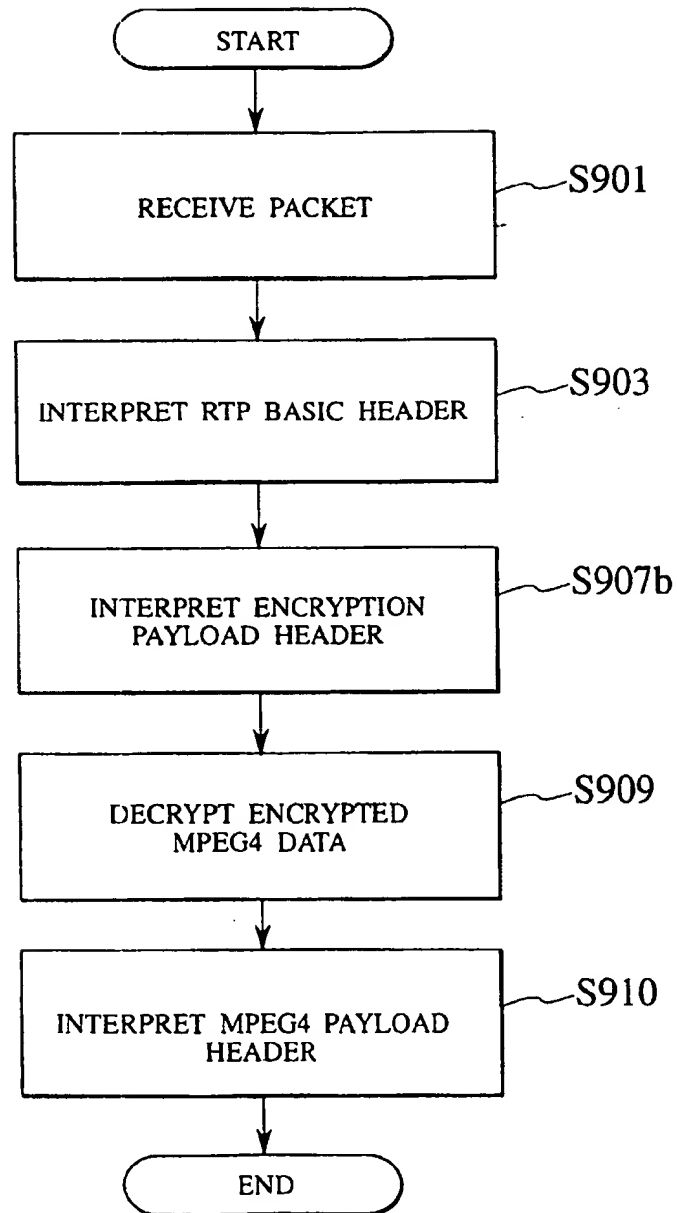 START
RECEIVE PACKET
S901
INTERPRET RTP BASIC HEADER
S903
INTERPRET ENCRYPTION
PAYLOAD HEADER
S907b
DECRYPT ENCRYPTED
MPEG4 DATA
S909
INTERPRET MPEG4 PAYLOAD
HEADER
S910
END